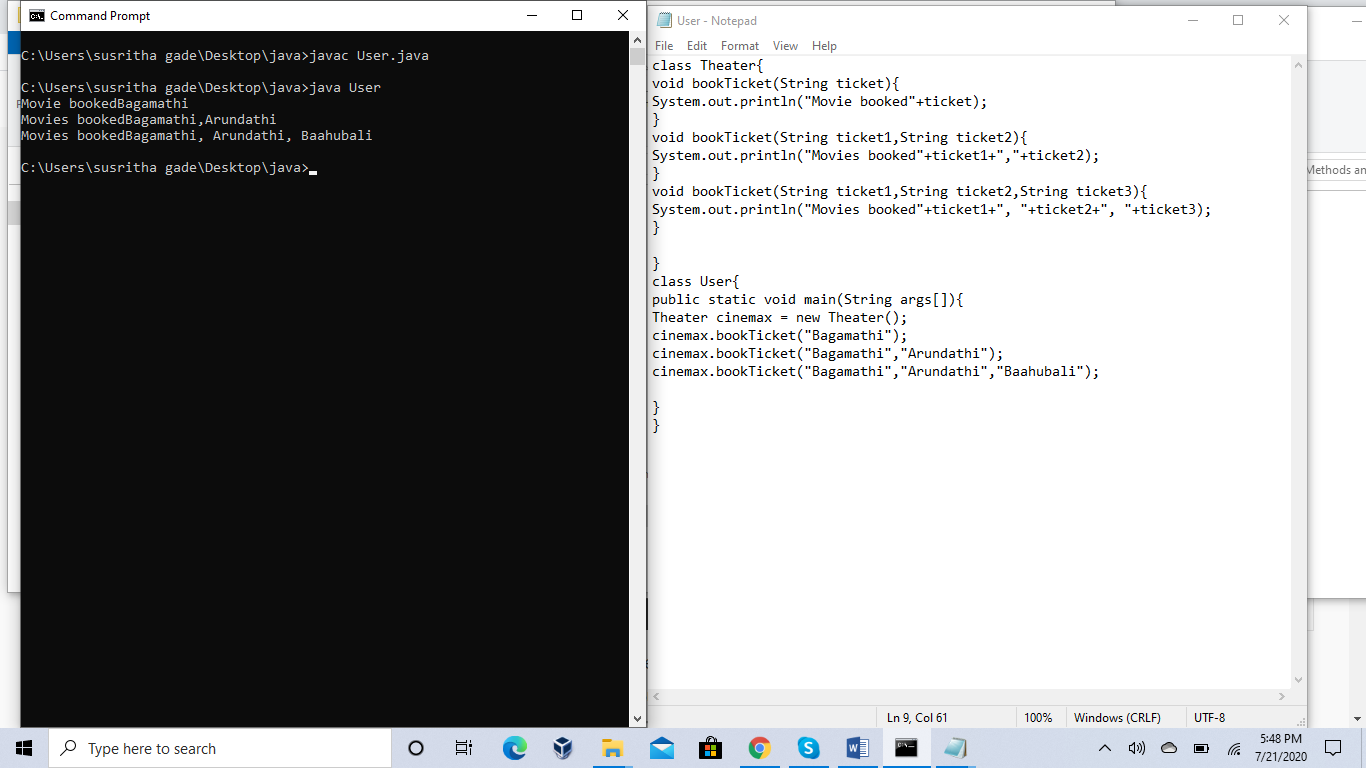 Command Prompt
C:\Users\susritha gade\Desktop\java>javac User.java
C:\Users\susritha gade\Desktop\java>java User
Movie bookedBagamathi
Movies bookedBagamathi,Arundathi
Movies bookedBagamathi, Arundathi, Baahubali
C:\Users\susritha gade\Desktop\java>
User - Notepad
File Edit Format View Help
class Theater{
void bookTicket(String ticket){
System.out.println("Movie booked"+ticket);
}
void bookTicket(String ticket1,String ticket2){
System.out.println("Movies booked"+ticket1+","+ticket2);
}
void bookTicket(String ticket1,String ticket2,String ticket3){
System.out.println("Movies booked"+ticket1+", "+ticket2+", "+ticket3);
}
}
class User{
public static void main(String args[]){
Theater cinemax = new Theater();
cinemax.bookTicket("Bagamathi");
cinemax.bookTicket("Bagamathi","Arundathi");
cinemax.bookTicket("Bagamathi","Arundathi","Baahubali");
}
}
Ln 9, Col 61 100% Windows (CRLF) UTF-8
Methods an
Type here to search
5:48 PM
7/21/2020